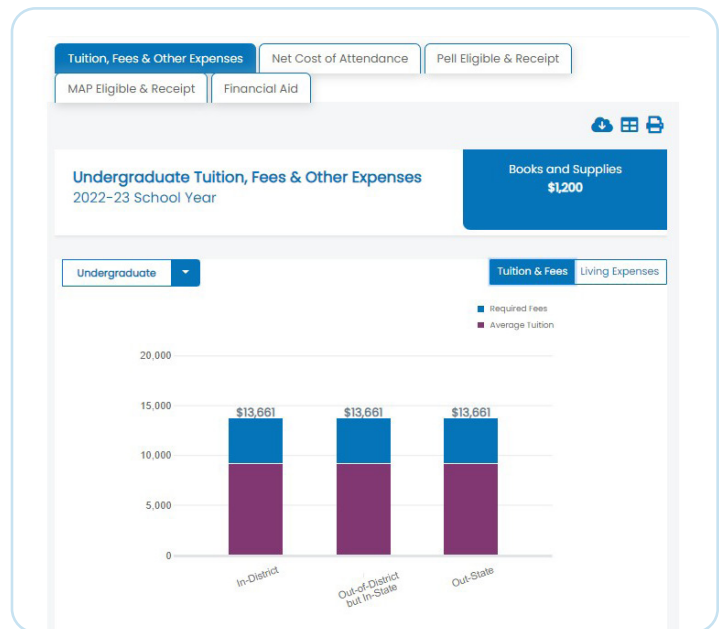 Tuition, Fees & Other Expenses
Net Cost of Attendance
Pell Eligible & Receipt
MAP Eligible & Receipt
Financial Aid
Undergraduate Tuition, Fees & Other Expenses
2022-23 School Year
Books and Supplies
$1,200
Undergraduate
Tuition & Fees
Living Expenses
Required Fees
Average Tuition
20,000
15,000
10,000
5,000
0
$13,661
$13,661
$13,661
In-District
Out-of-District
but In-State
Out-State